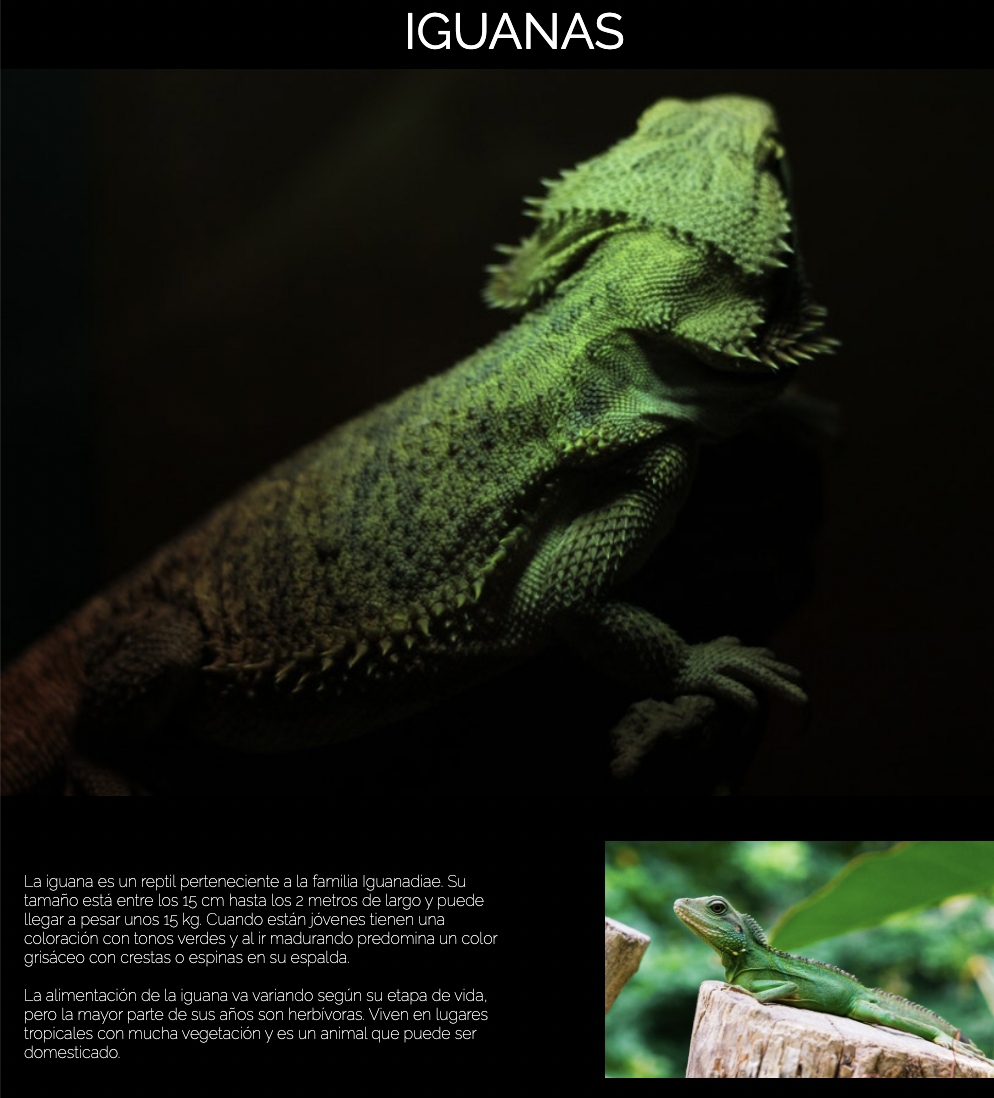 IGUANAS
La iguana es un reptil perteneciente a la familia Iguanadiae. Su
tamaño está entre los 15 cm hasta los 2 metros de largo y puede
llegar a pesar unos 15 kg. Cuando están jóvenes tienen una
coloración con tonos verdes y al ir madurando predomina un color
grisáceo con crestas o espinas en su espalda.
La alimentación de la iguana va variando según su etapa de vida,
pero la mayor parte de sus años son herbívoras. Viven en lugares
tropicales con mucha vegetación y es un animal que puede ser
domesticado.